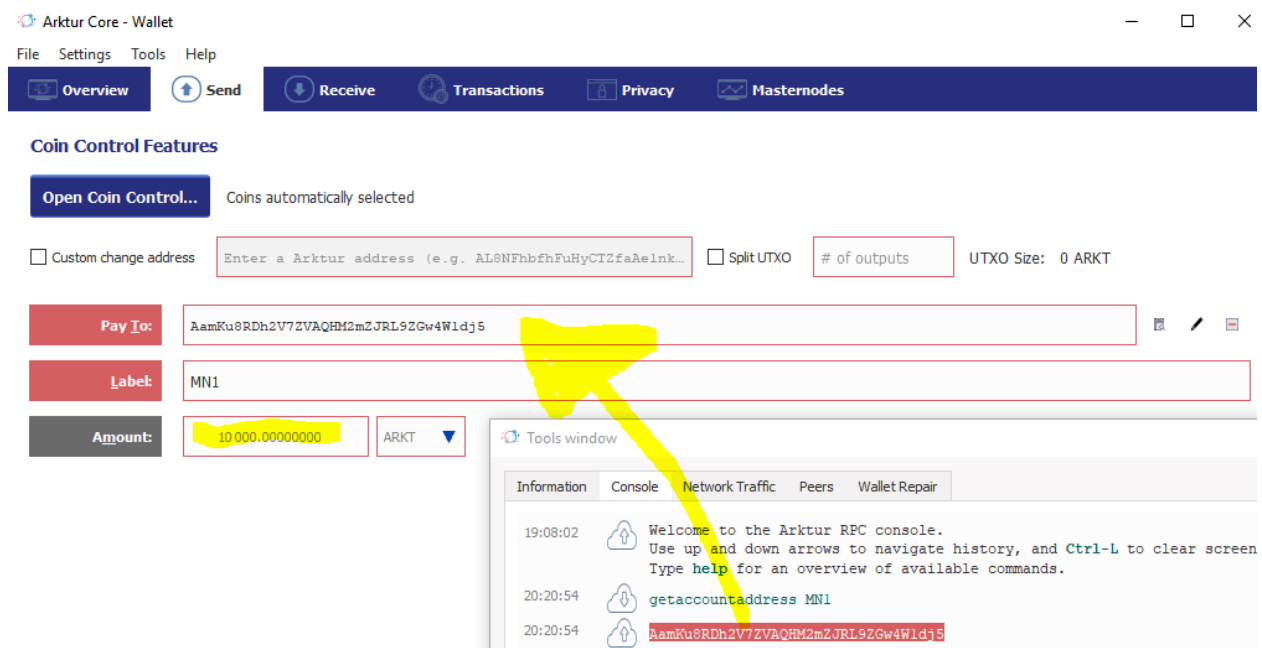 Arktur Core - Wallet
File Settings Tools Help
Overview Send Receive Transactions Privacy Masternodes
Coin Control Features
Open Coin Control... Coins automatically selected
Custom change address Enter a Arktur address (e.g. AL8NFhbfhFuHyCTZfaAe1nk… Split UTXO # of outputs UTXO Size: 0 ARKT
Pay To: AamKu8RDh2V7ZVAQHM2mZJRL9ZGw4W1dj5
Label: MN1
Amount: 10 000.00000000 ARKT
Tools window
Information Console Network Traffic Peers Wallet Repair
19:08:02 Welcome to the Arktur RPC console.
Use up and down arrows to navigate history, and Ctrl-L to clear screen
Type help for an overview of available commands.
20:20:54 getaccountaddress MN1
20:20:54 AamKu8RDh2V7ZVAQHM2mZJRL9ZGw4W1dj5